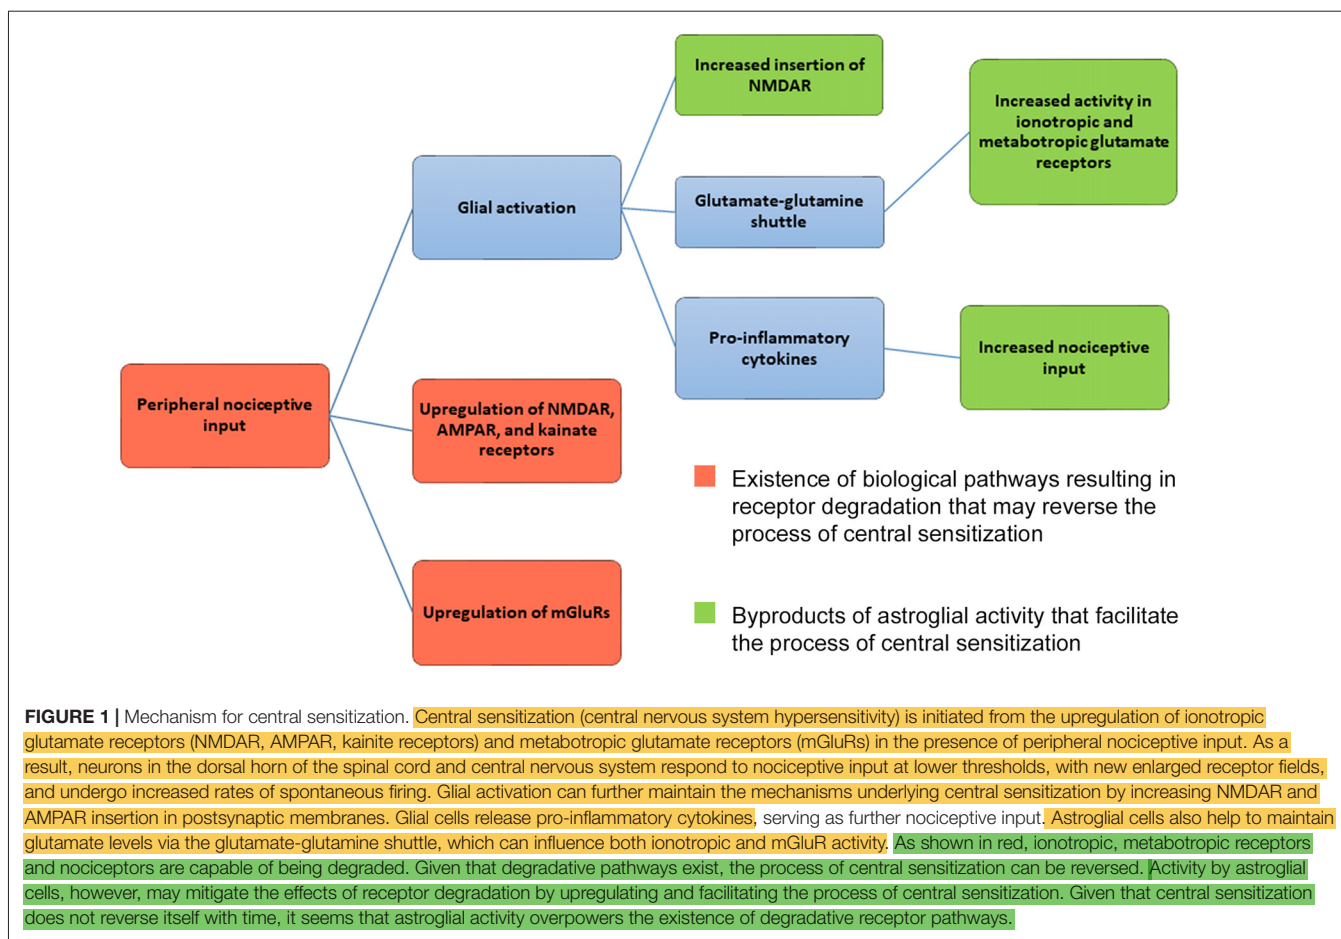 Increased insertion of
NMDAR
Increased activity in
ionotropic and
metabotropic glutamate
receptors
Glial activation
Glutamate-glutamine
shuttle
Pro-inflammatory
cytokines
Increased nociceptive
input
Peripheral nociceptive
input
Upregulation of NMDAR,
AMPAR, and kainate
receptors
Upregulation of mGluRs
Existence of biological pathways resulting in
receptor degradation that may reverse the
process of central sensitization
Byproducts of astroglial activity that facilitate
the process of central sensitization
FIGURE 1 | Mechanism for central sensitization. Central sensitization (central nervous system hypersensitivity) is initiated from the upregulation of ionotropic
glutamate receptors (NMDAR, AMPAR, kainite receptors) and metabotropic glutamate receptors (mGluRs) in the presence of peripheral nociceptive input. As a
result, neurons in the dorsal horn of the spinal cord and central nervous system respond to nociceptive input at lower thresholds, with new enlarged receptor fields,
and undergo increased rates of spontaneous firing. Glial activation can further maintain the mechanisms underlying central sensitization by increasing NMDAR and
AMPAR insertion in postsynaptic membranes. Glial cells release pro-inflammatory cytokines, serving as further nociceptive input. Astroglial cells also help to maintain
glutamate levels via the glutamate-glutamine shuttle, which can influence both ionotropic and mGluR activity. As shown in red, ionotropic, metabotropic receptors
and nociceptors are capable of being degraded. Given that degradative pathways exist, the process of central sensitization can be reversed. Activity by astroglial
cells, however, may mitigate the effects of receptor degradation by upregulating and facilitating the process of central sensitization. Given that central sensitization
does not reverse itself with time, it seems that astroglial activity overpowers the existence of degradative receptor pathways.